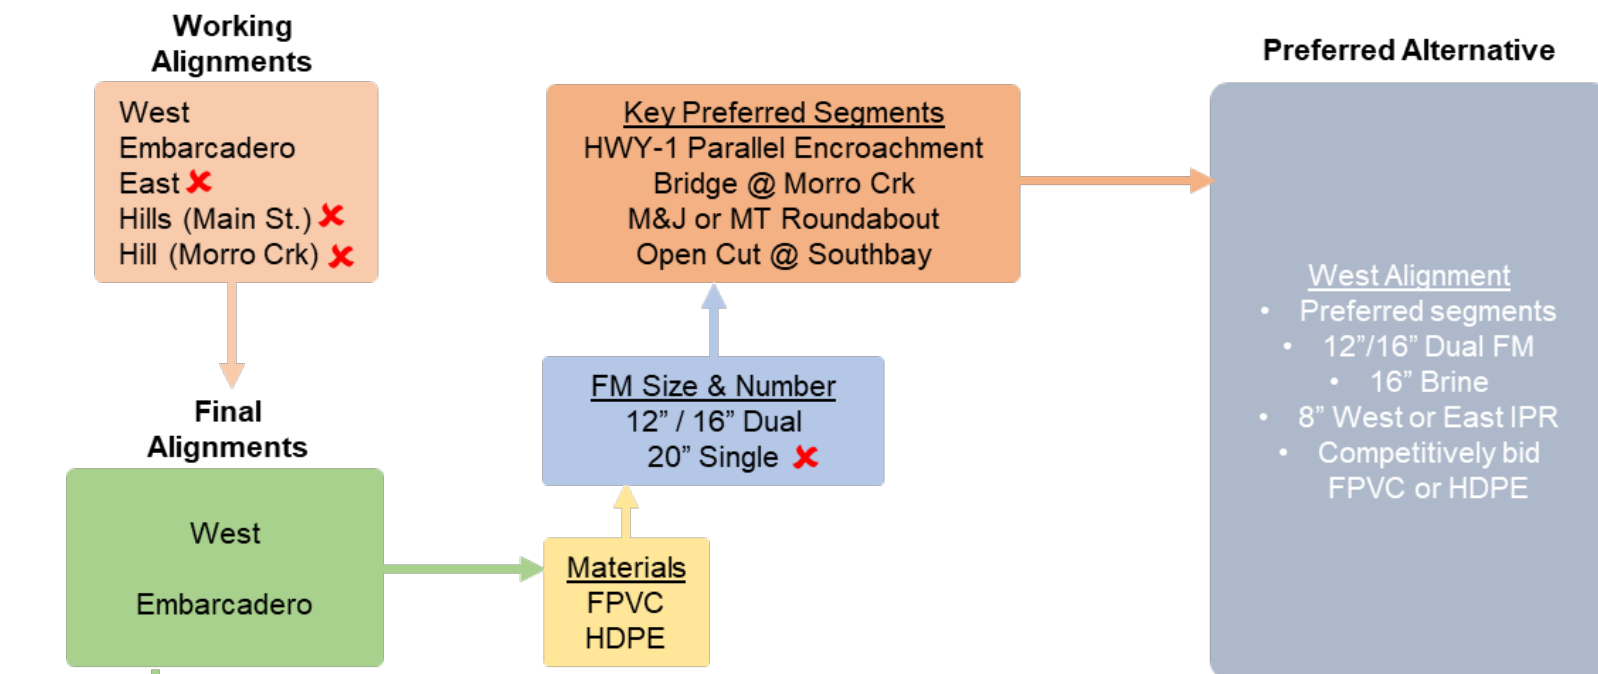 Working
Alignments
West
Embarcadero
East
Hills (Main St.)
Hill (Morro Crk)
Final
Alignments
West
Embarcadero
Materials
FPVC
HDPE
FM Size & Number
12” / 16” Dual
20” Single
Key Preferred Segments
HWY-1 Parallel Encroachment
Bridge @ Morro Crk
M&J or MT Roundabout
Open Cut @ Southbay
Preferred Alternative
West Alignment
• Preferred segments
• 12”/16” Dual FM
• 16” Brine
• 8” West or East IPR
• Competitively bid
FPVC or HDPE